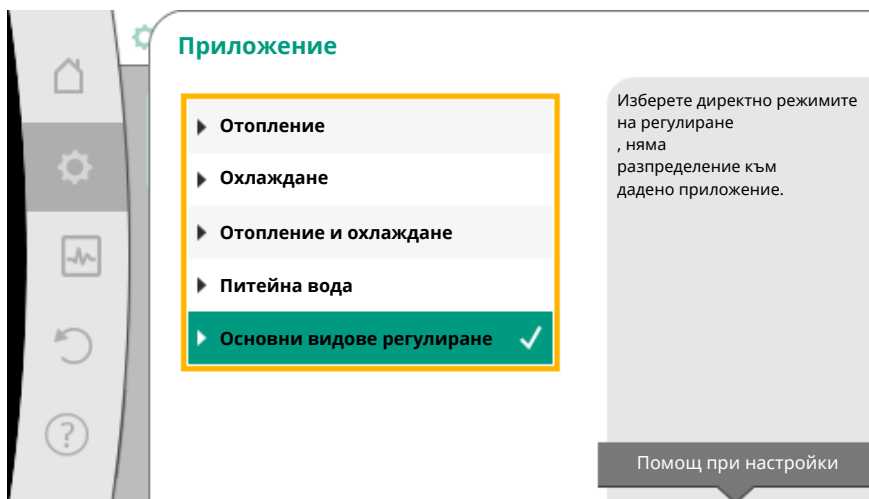 Приложение
Отопление
Охлаждане
Отопление и охлаждане
Питейна вода
Основни видове регулиране
Изберете директно режимите
на регулиране
, няма
разпределение към
дадено приложение.
Помощ при настройки